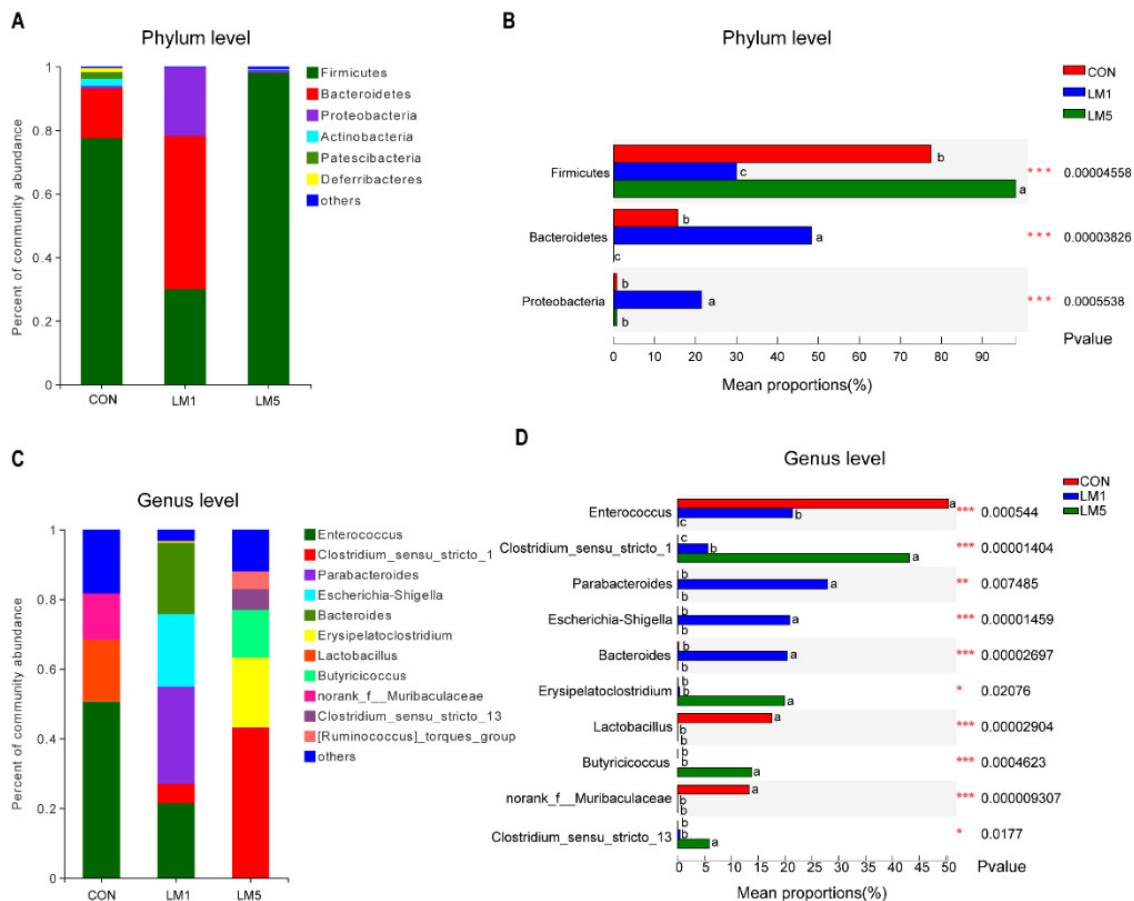 A
Phylum level
Percent of community abundance
1
0.8
0.6
0.4
0.2
0
CON LM1 LM5
Firmicutes
Bacteroidetes
Proteobacteria
Actinobacteria
Patescibacteria
Deferribacteres
others
B
Phylum level
CON
LM1
LM5
Firmicutes b c a *** 0.00004558
Bacteroidetes b a c *** 0.00003826
Proteobacteria b a b *** 0.0005538
Pvalue
0 10 20 30 40 50 60 70 80 90
Mean proportions(%)
C
Genus level
Percent of community abundance
1
0.8
0.6
0.4
0.2
0
CON LM1 LM5
Enterococcus
Clostridium_sensu_stricto_1
Parabacteroides
Escherichia-Shigella
Bacteroides
Erysipelatoclostridium
Lactobacillus
Butyricicoccus
norank_f__Muribaculaceae
Clostridium_sensu_stricto_13
[Ruminococcus]_torques_group
others
D
Genus level
CON
LM1
LM5
Enterococcus a b c *** 0.000544
Clostridium_sensu_stricto_1 c b a *** 0.00001404
Parabacteroides b a b ** 0.007485
Escherichia-Shigella b a b *** 0.00001459
Bacteroides b a b *** 0.00002697
Erysipelatoclostridium b b a * 0.02076
Lactobacillus a b b *** 0.00002904
Butyricicoccus b b a *** 0.0004623
norank_f__Muribaculaceae a b b *** 0.000009307
Clostridium_sensu_stricto_13 b b a * 0.0177
0 5 10 15 20 25 30 35 40 45 50 Pvalue
Mean proportions(%)